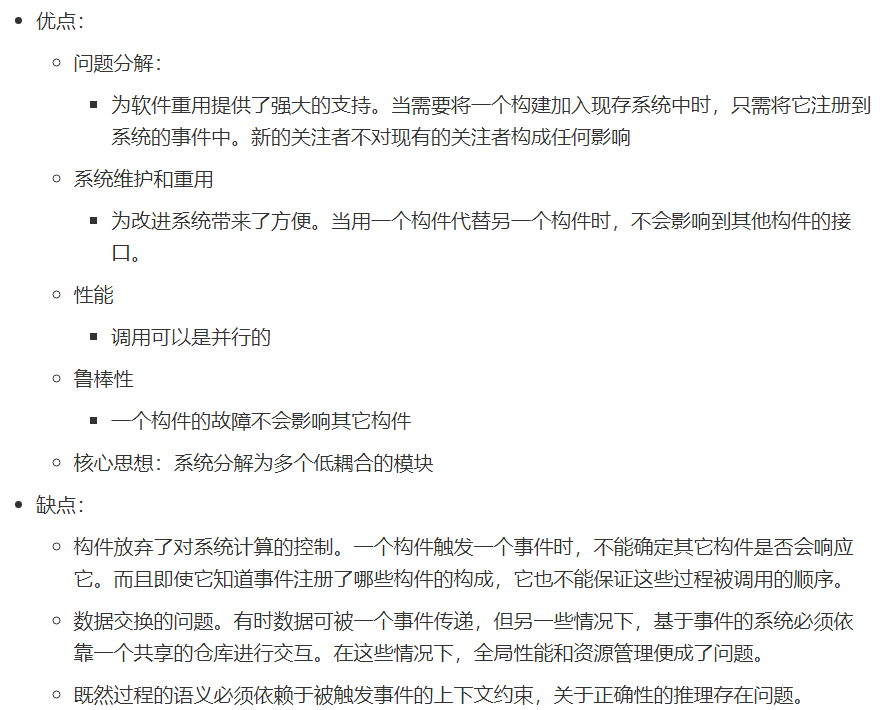 优点：
问题分解：
为软件重用提供了强大的支持。当需要将一个构建加入现存系统中时，只需将它注册到
系统的事件中。新的关注者不对现有的关注者构成任何影响
系统维护和重用
为改进系统带来了方便。当用一个构件代替另一个构件时，不会影响到其他构件的接
口。
性能
调用可以是并行的
鲁棒性
一个构件的故障不会影响其它构件
核心思想：系统分解为多个低耦合的模块
缺点：
构件放弃了对系统计算的控制。一个构件触发一个事件时，不能确定其它构件是否会响应
它。而且即使它知道事件注册了哪些构件的构成，它也不能保证这些过程被调用的顺序。
数据交换的问题。有时数据可被一个事件传递，但另一些情况下，基于事件的系统必须依
靠一个共享的仓库进行交互。在这些情况下，全局性能和资源管理便成了问题。
既然过程的语义必须依赖于被触发事件的上下文约束，关于正确性的推理存在问题。